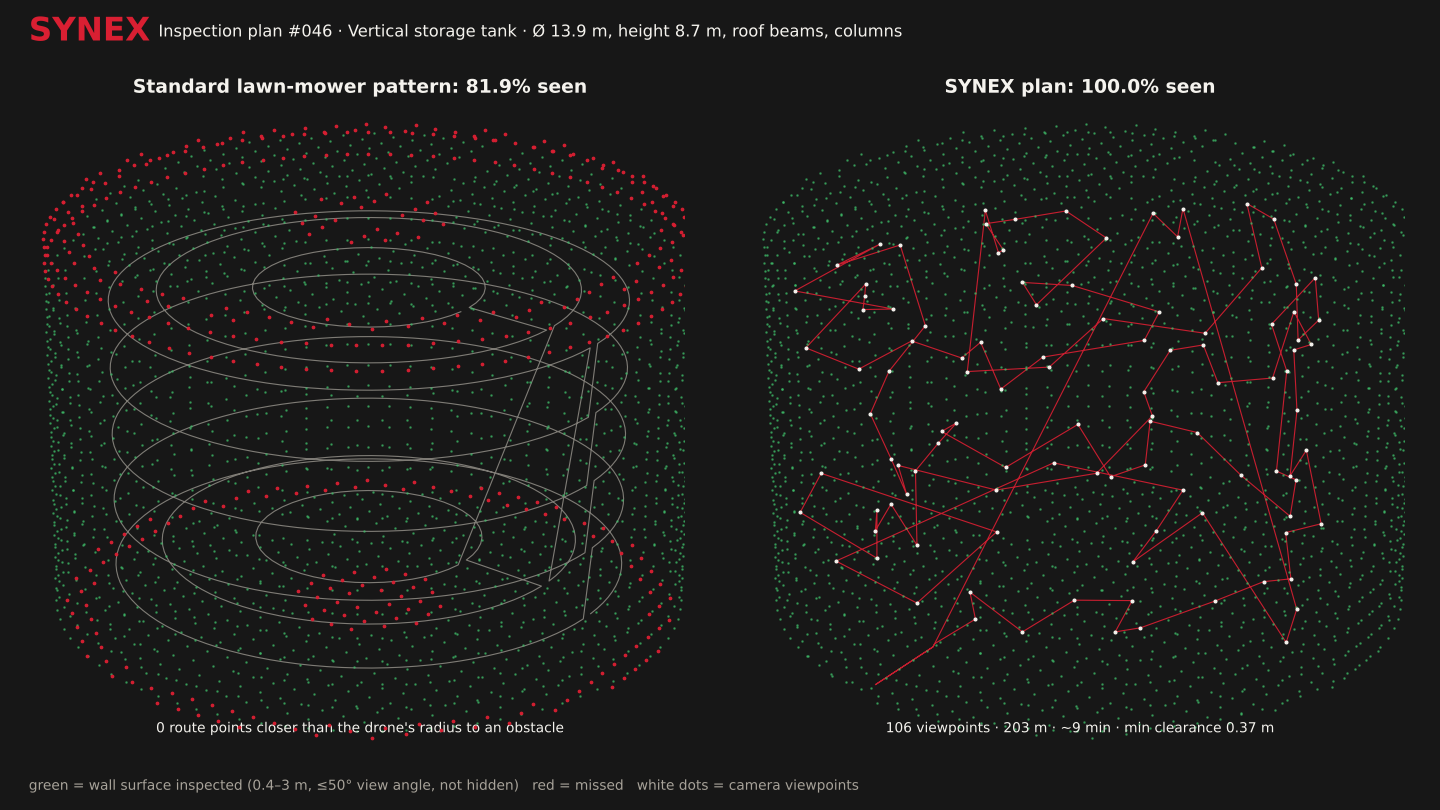 SYNEX Inspection plan #046 · Vertical storage tank · Ø 13.9 m, height 8.7 m, roof beams, columns
Standard lawn-mower pattern: 81.9% seen
SYNEX plan: 100.0% seen
0 route points closer than the drone's radius to an obstacle
106 viewpoints · 203 m · ~9 min · min clearance 0.37 m
green = wall surface inspected (0.4–3 m, ≤50° view angle, not hidden) red = missed white dots = camera viewpoints